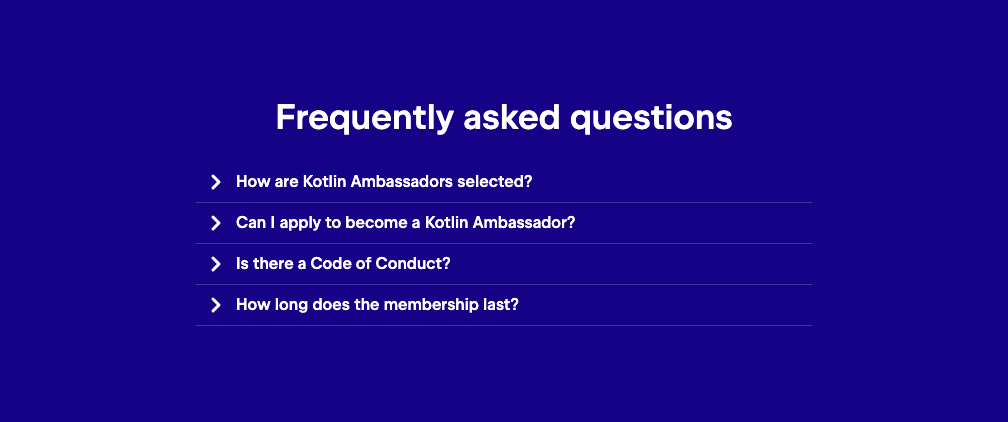 Frequently asked questions
How are Kotlin Ambassadors selected?
Can I apply to become a Kotlin Ambassador?
Is there a Code of Conduct?
How long does the membership last?